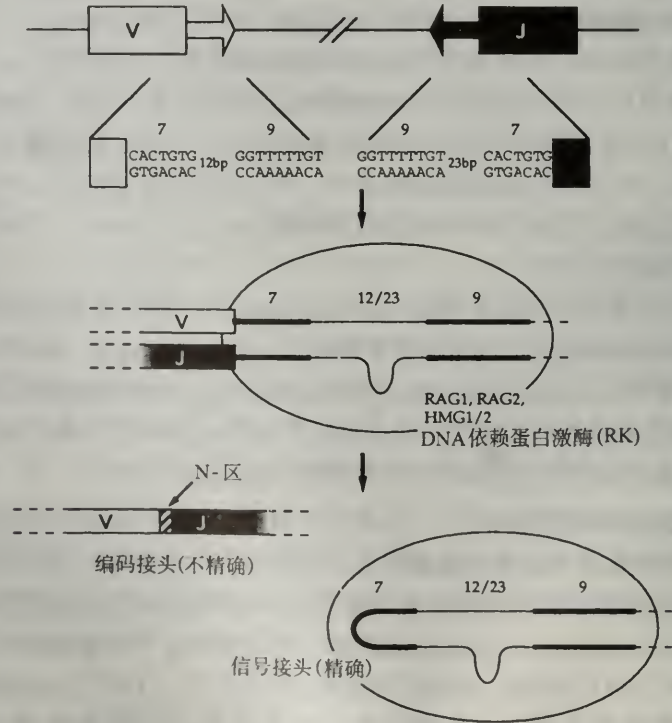 V J
7 9 9 7
CACTGTG 12bp GGTTTTTGT GGTTTTTGT 23bp CACTGTG
GTGACAC CCAAAAACA CCAAAAACA GTGACAC
7 12/23 9
V
J
RAG1, RAG2,
HMG1/2
DNA依赖蛋白激酶(RK)
N-区
V J
编码接头(不精确)
7 12/23 9
信号接头(精确)